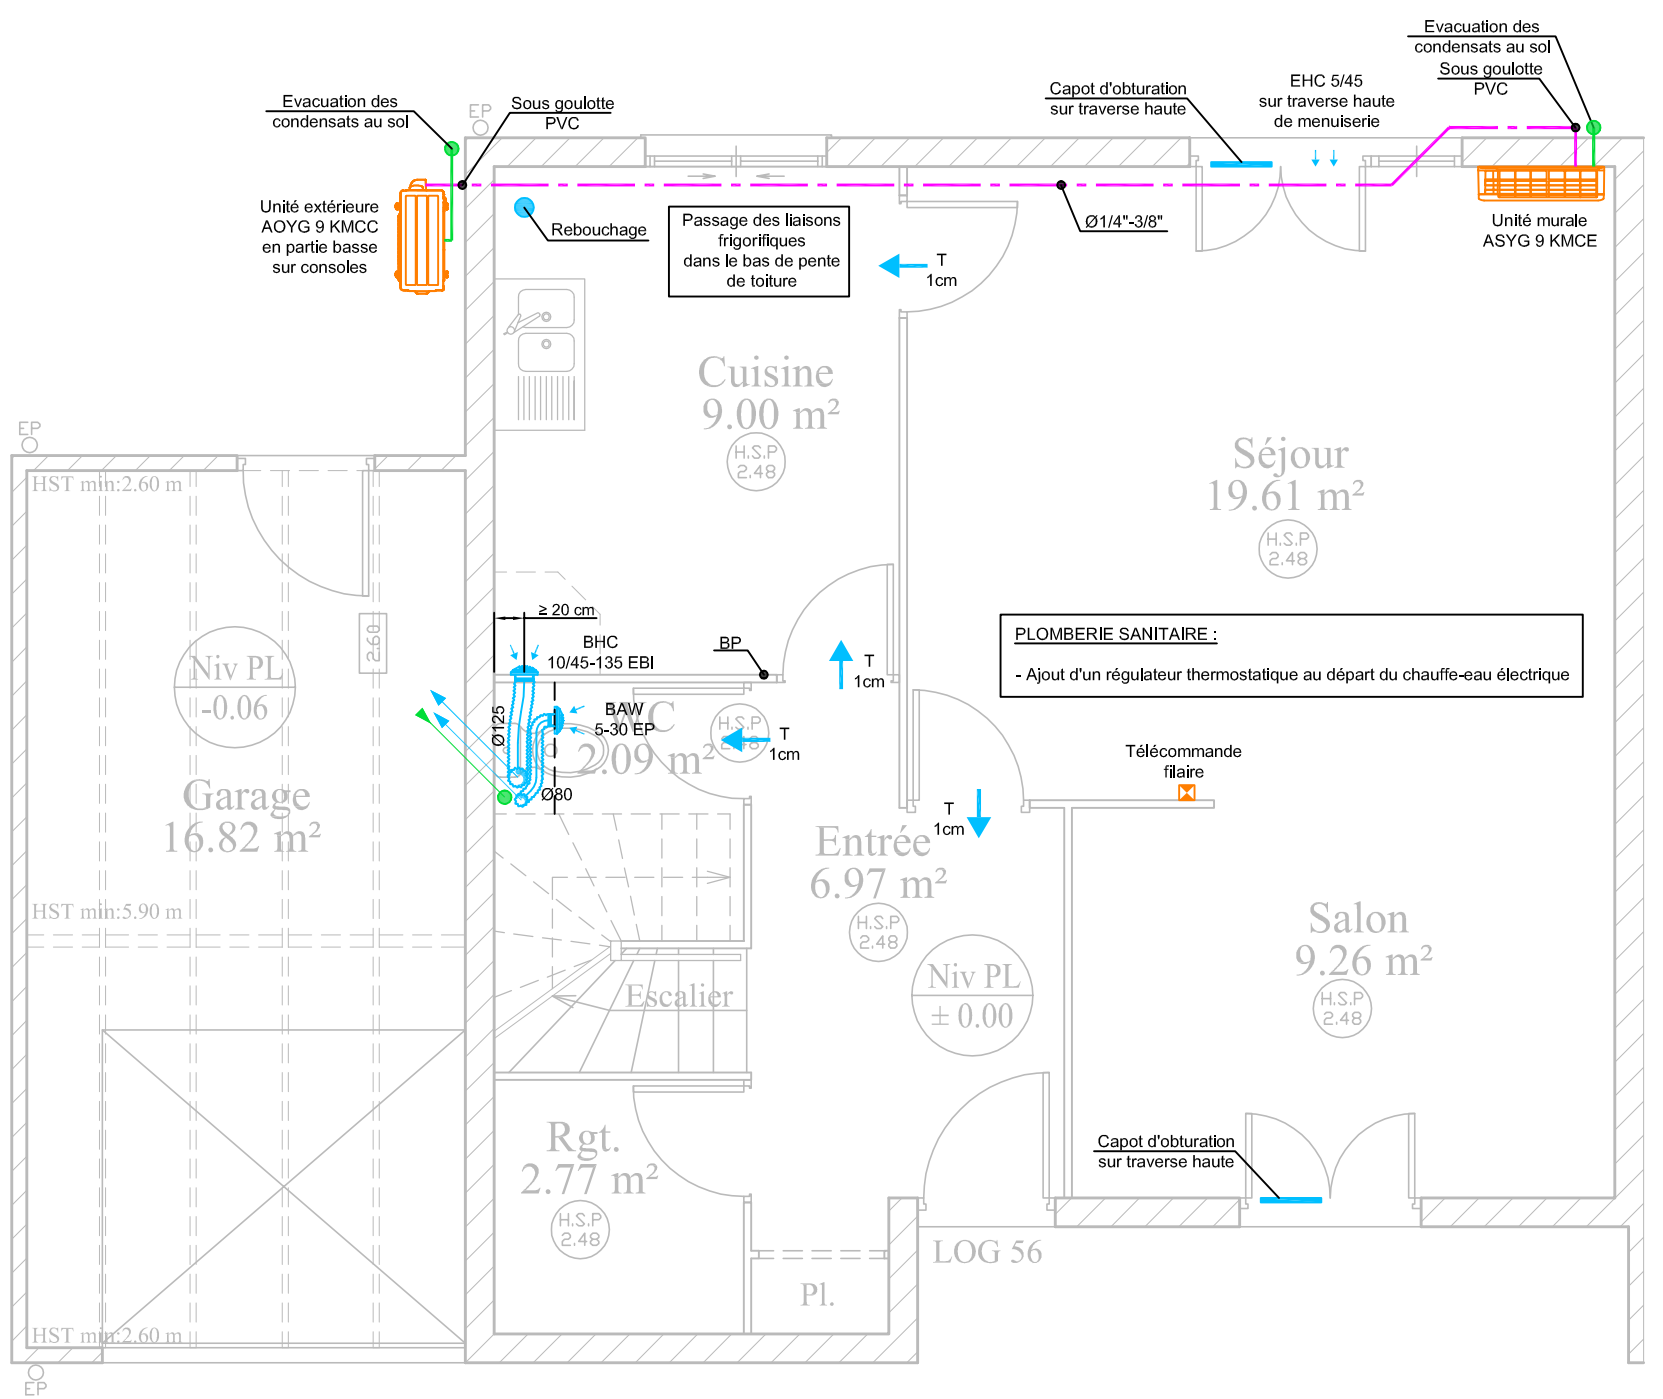 Evacuation des
condensats au sol
Sous goulotte
PVC
EP
Unité extérieure
AOYG 9 KMCC
en partie basse
sur consoles
Rebouchage
Passage des liaisons
frigorifiques
dans le bas de pente
de toiture
T
1cm
Capot d'obturation
sur traverse haute
EHC 5/45
sur traverse haute
de menuiserie
Evacuation des
condensats au sol
Sous goulotte
PVC
Ø1/4"-3/8"
Unité murale
ASYG 9 KMCE
Cuisine
9.00 m²
H.S.P
2.48
Séjour
19.61 m²
H.S.P
2.48
EP
HST min:2.60 m
2.60
Niv PL
-0.06
Garage
16.82 m²
HST min:5.90 m
HST min:2.60 m
EP
≥ 20 cm
BHC
10/45-135 EBI
BP
Ø125
BAW
5-30 EP
WC
2.09 m²
H.S.P
2.48
Ø80
T
1cm
T
1cm
T
1cm
PLOMBERIE SANITAIRE :
- Ajout d'un régulateur thermostatique au départ du chauffe-eau électrique
Télécommande
filaire
Entrée
6.97 m²
H.S.P
2.48
Niv PL
± 0.00
Escalier
Salon
9.26 m²
H.S.P
2.48
Rgt.
2.77 m²
H.S.P
2.48
Capot d'obturation
sur traverse haute
LOG 56
Pl.